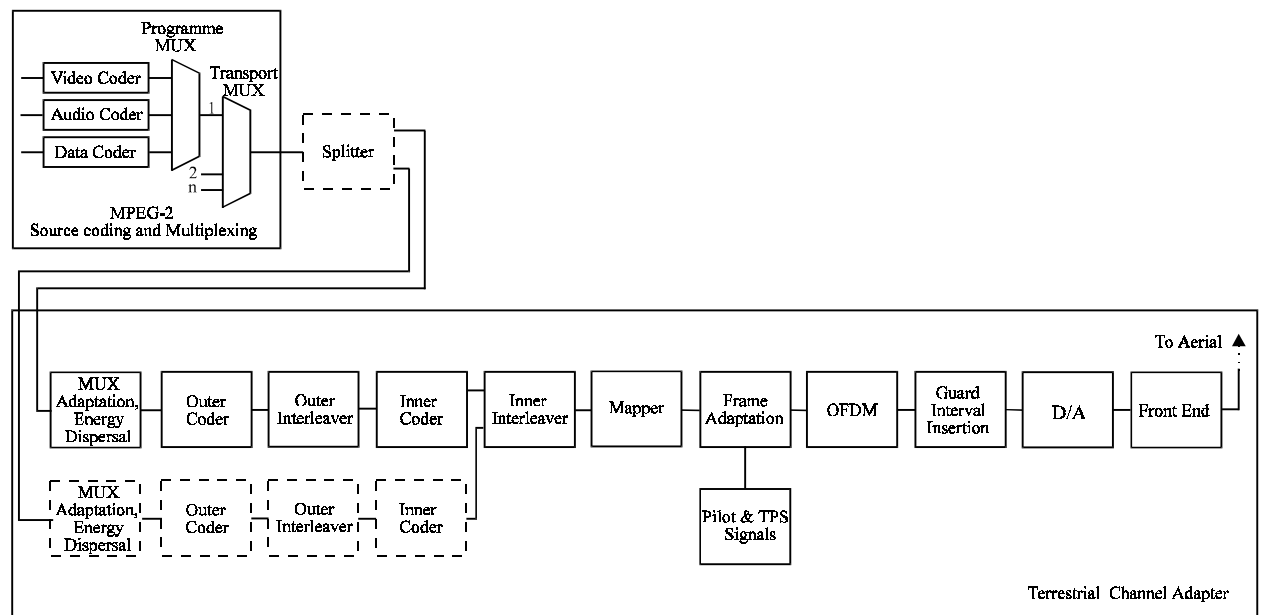 Programme
MUX
Video Coder
Transport
MUX
1
Audio Coder
Data Coder
2
n
MPEG-2
Source coding and Multiplexing
Splitter
To Aerial
MUX
Adaptation,
Energy
Dispersal
Outer
Coder
Outer
Interleaver
Inner
Coder
Inner
Interleaver
Mapper
Frame
Adaptation
OFDM
Guard
Interval
Insertion
D/A
Front End
MUX
Adaptation,
Energy
Dispersal
Outer
Coder
Outer
Interleaver
Inner
Coder
Pilot & TPS
Signals
Terrestrial Channel Adapter